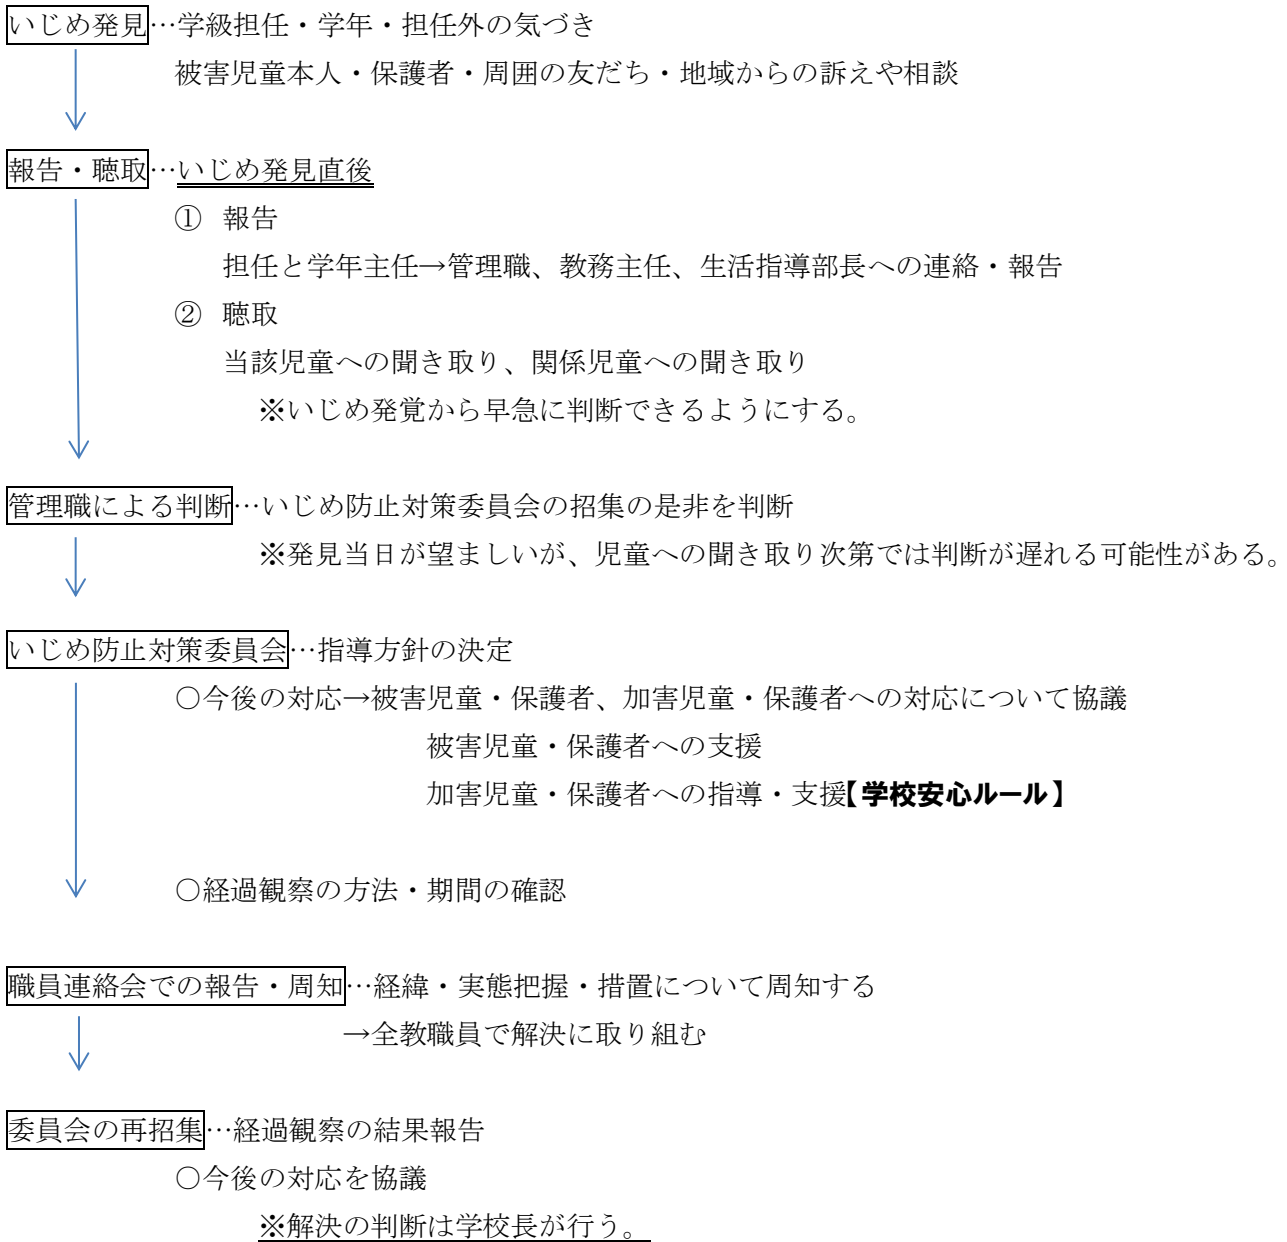 いじめ発見…学級担任・学年・担任外の気づき
被害児童本人・保護者・周囲の友だち・地域からの訴えや相談
報告・聴取…いじめ発見直後
① 報告
担任と学年主任→管理職、教務主任、生活指導部長への連絡・報告
② 聴取
当該児童への聞き取り、関係児童への聞き取り
※いじめ発覚から早急に判断できるようにする。
管理職による判断…いじめ防止対策委員会の招集の是非を判断
※発見当日が望ましいが、児童への聞き取り次第では判断が遅れる可能性がある。
いじめ防止対策委員会…指導方針の決定
○今後の対応→被害児童・保護者、加害児童・保護者への対応について協議
被害児童・保護者への支援
加害児童・保護者への指導・支援【学校安心ルール】
○経過観察の方法・期間の確認
職員連絡会での報告・周知…経緯・実態把握・措置について周知する
→全教職員で解決に取り組む
委員会の再招集…経過観察の結果報告
○今後の対応を協議
※解決の判断は学校長が行う。